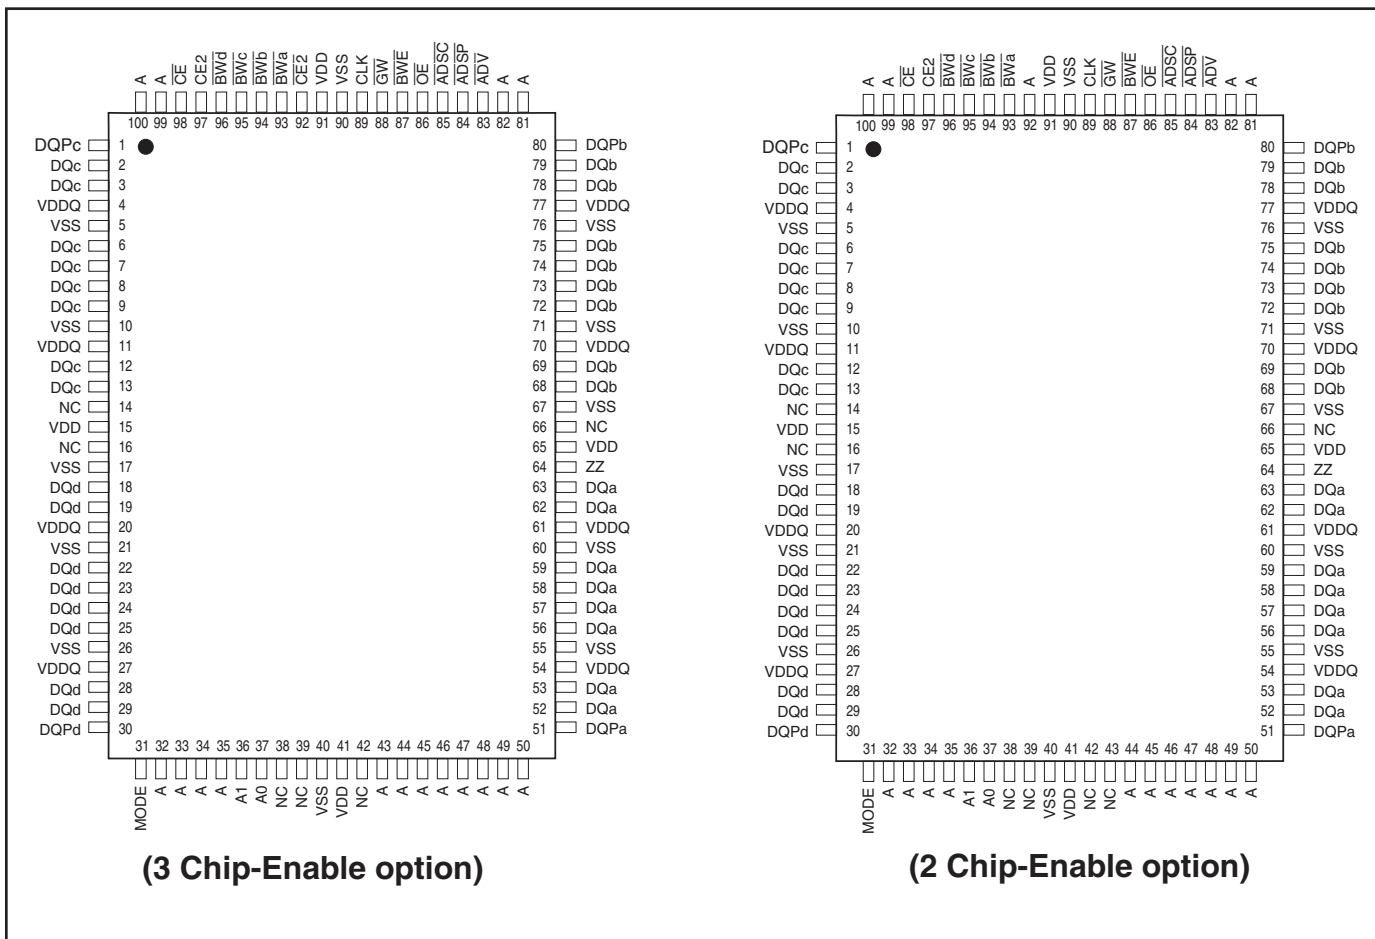 A A CE CE2 BWd BWc BWb BWa CE2 VDD VSS CLK GW BWE OE ADSC ADSP ADV A A
100 99 98 97 96 95 94 93 92 91 90 89 88 87 86 85 84 83 82 81
DQPc 1 80 DQPb
DQc 2 79 DQb
DQc 3 78 DQb
VDDQ 4 77 VDDQ
VSS 5 76 VSS
DQc 6 75 DQb
DQc 7 74 DQb
DQc 8 73 DQb
DQc 9 72 DQb
VSS 10 71 VSS
VDDQ 11 70 VDDQ
DQc 12 69 DQb
DQc 13 68 DQb
NC 14 67 VSS
VDD 15 66 NC
NC 16 65 VDD
VSS 17 64 ZZ
DQd 18 63 DQa
DQd 19 62 DQa
VDDQ 20 61 VDDQ
VSS 21 60 VSS
DQd 22 59 DQa
DQd 23 58 DQa
DQd 24 57 DQa
DQd 25 56 DQa
VSS 26 55 VSS
VDDQ 27 54 VDDQ
DQd 28 53 DQa
DQd 29 52 DQa
DQPd 30 51 DQPa
31 32 33 34 35 36 37 38 39 40 41 42 43 44 45 46 47 48 49 50
MODE A A A A A1 A0 NC NC VSS VDD NC A A A A A A A A
(3 Chip-Enable option)
A A CE CE2 BWd BWc BWb BWa A VDD VSS CLK GW BWE OE ADSC ADSP ADV A A
100 99 98 97 96 95 94 93 92 91 90 89 88 87 86 85 84 83 82 81
DQPc 1 80 DQPb
DQc 2 79 DQb
DQc 3 78 DQb
VDDQ 4 77 VDDQ
VSS 5 76 VSS
DQc 6 75 DQb
DQc 7 74 DQb
DQc 8 73 DQb
DQc 9 72 DQb
VSS 10 71 VSS
VDDQ 11 70 VDDQ
DQc 12 69 DQb
DQc 13 68 DQb
NC 14 67 VSS
VDD 15 66 NC
NC 16 65 VDD
VSS 17 64 ZZ
DQd 18 63 DQa
DQd 19 62 DQa
VDDQ 20 61 VDDQ
VSS 21 60 VSS
DQd 22 59 DQa
DQd 23 58 DQa
DQd 24 57 DQa
DQd 25 56 DQa
VSS 26 55 VSS
VDDQ 27 54 VDDQ
DQd 28 53 DQa
DQd 29 52 DQa
DQPd 30 51 DQPa
31 32 33 34 35 36 37 38 39 40 41 42 43 44 45 46 47 48 49 50
MODE A A A A A1 A0 NC NC VSS VDD NC NC A A A A A A A
(2 Chip-Enable option)